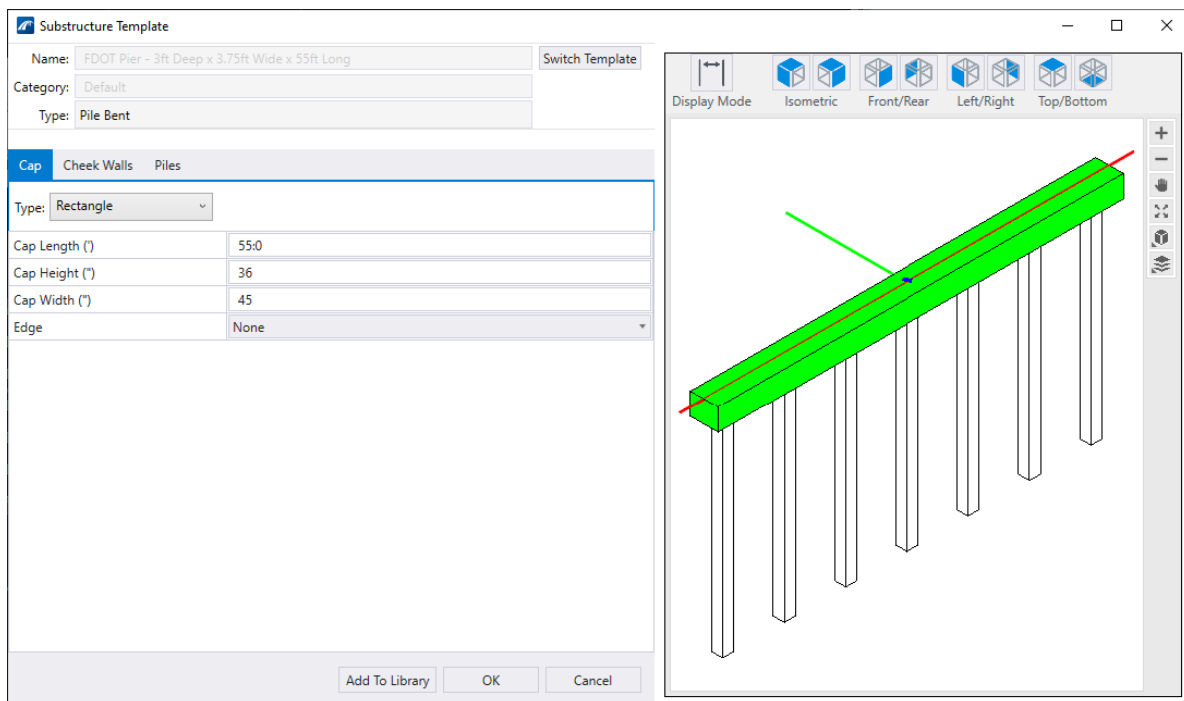 Substructure Template
Name: FDOT Pier - 3ft Deep x 3.75ft Wide x 55ft Long Switch Template
Category: Default
Type: Pile Bent
Cap Cheek Walls Piles
Type: Rectangle
Cap Length (') 55:0
Cap Height (") 36
Cap Width (") 45
Edge None
Add To Library OK Cancel
Display Mode Isometric Front/Rear Left/Right Top/Bottom